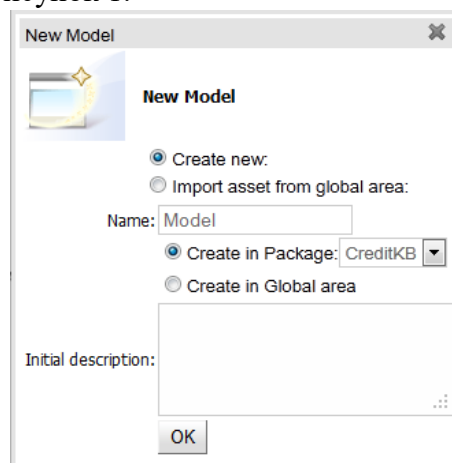 New Model
New Model
Create new:
Import asset from global area:
Name: Model
Create in Package: CreditKB
Create in Global area
Initial description:
OK